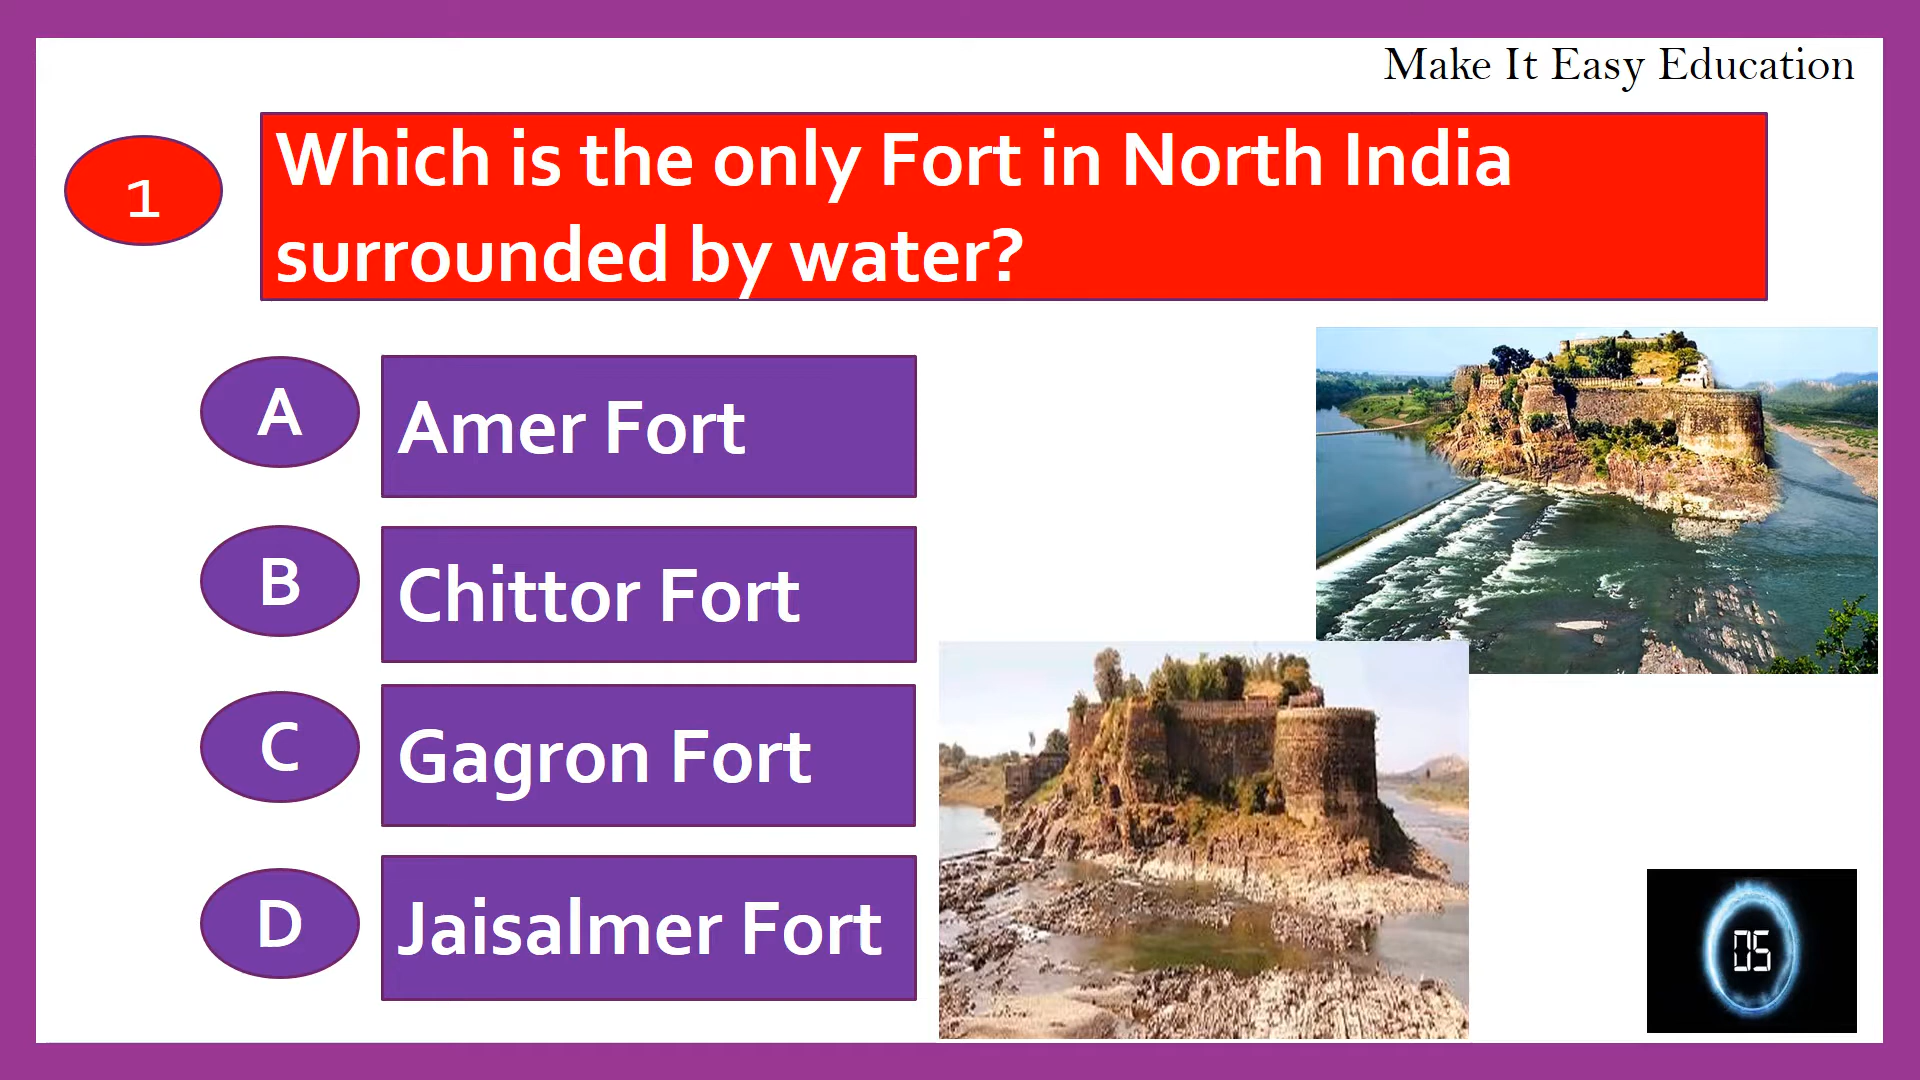 Make It Easy Education
1
Which is the only Fort in North India
surrounded by water?
A
Amer Fort
B
Chittor Fort
C
Gagron Fort
D
Jaisalmer Fort
05